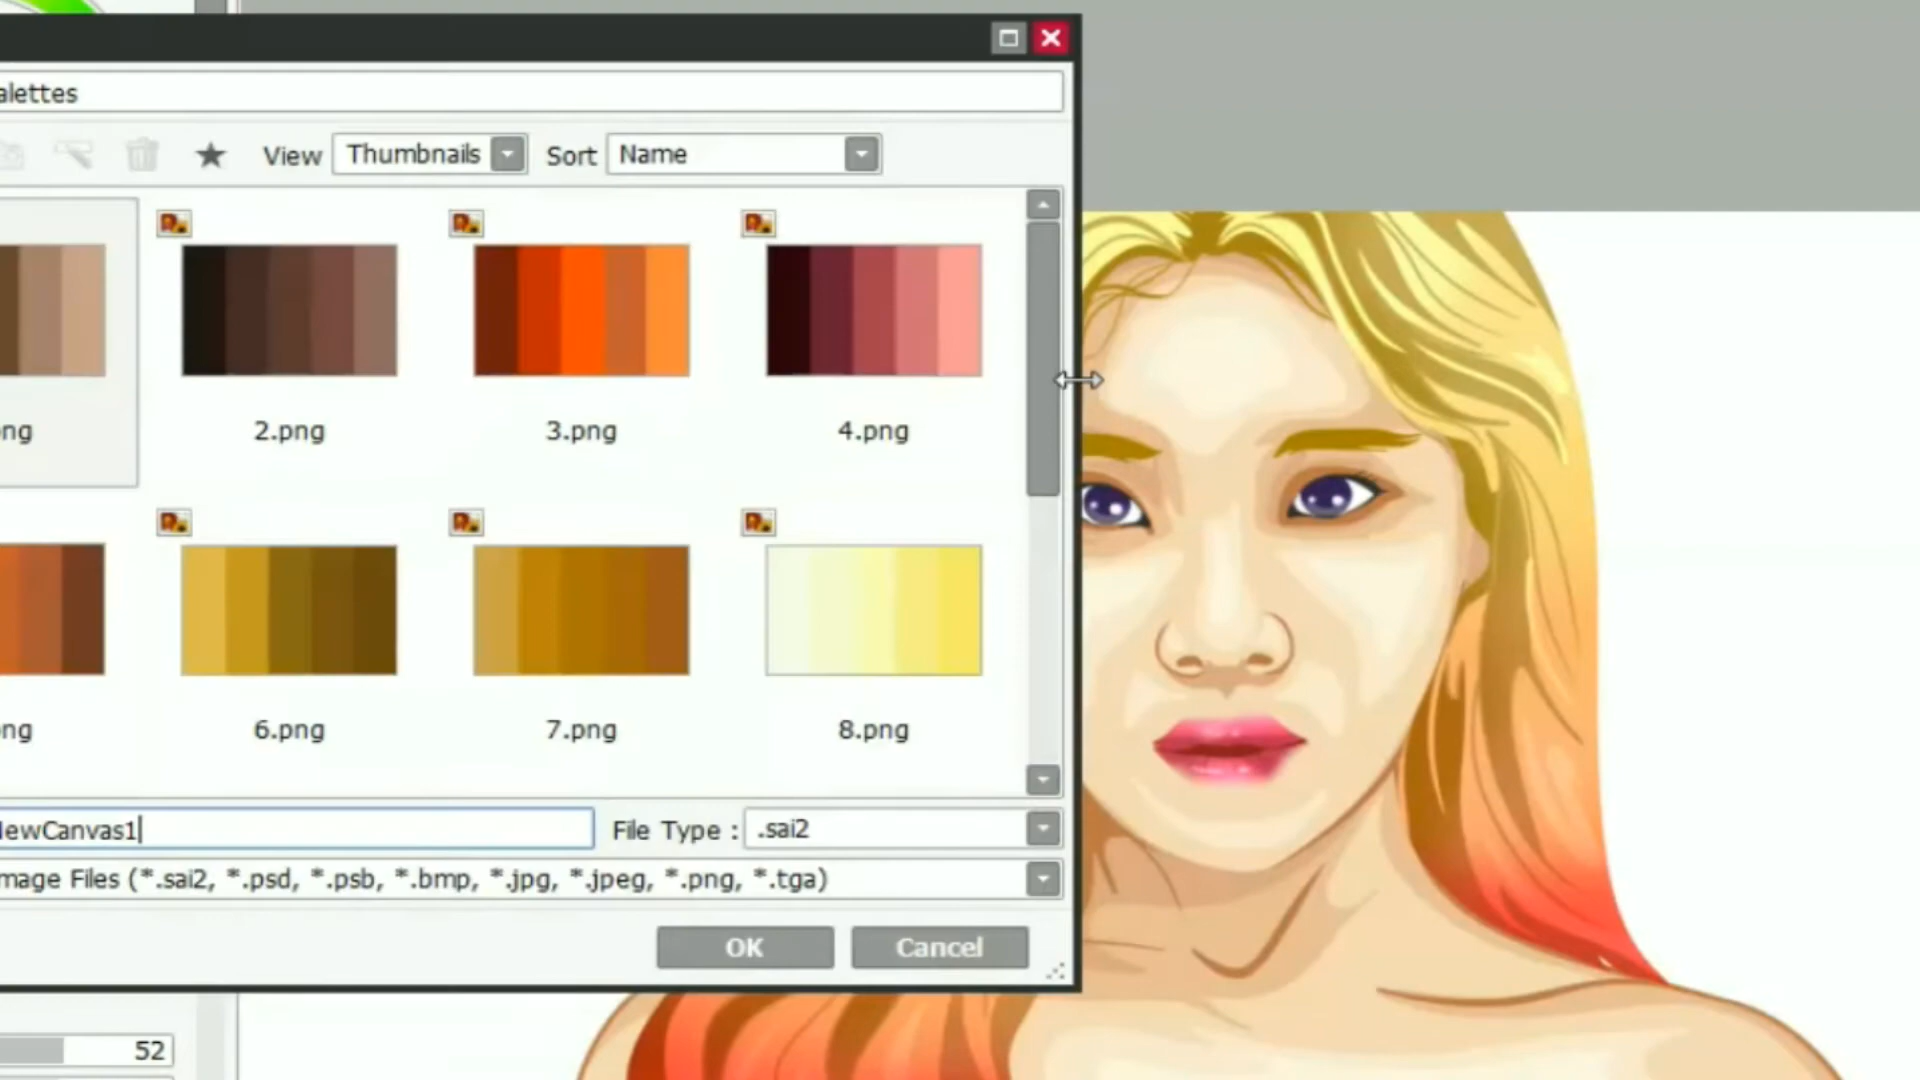 alettes
View Thumbnails Sort Name
ng 2.png 3.png 4.png
ng 6.png 7.png 8.png
ewCanvas1 File Type : .sai2
mage Files (*.sai2, *.psd, *.psb, *.bmp, *.jpg, *.jpeg, *.png, *.tga)
OK Cancel
52